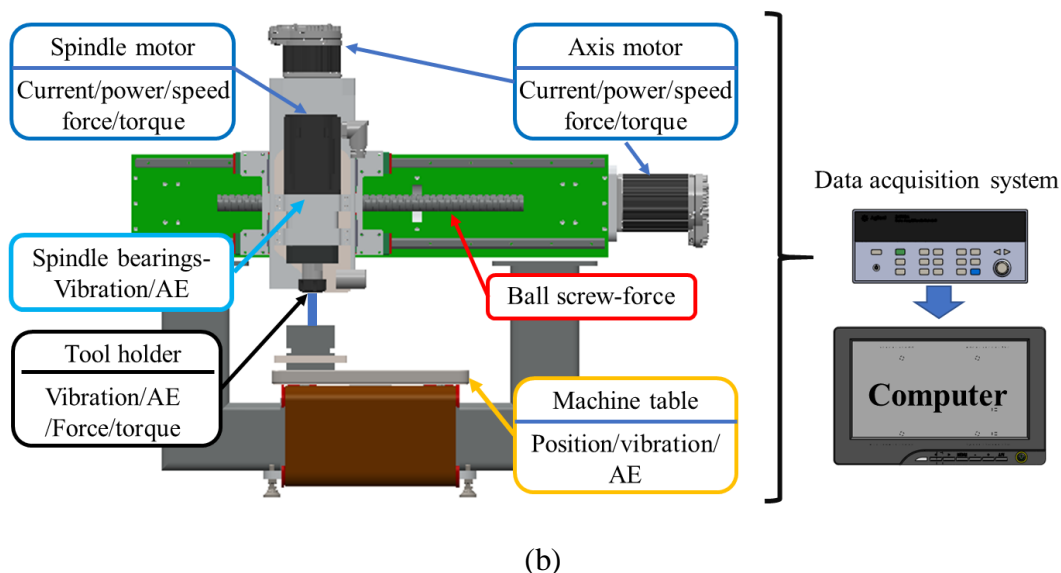 Spindle motor
Current/power/speed
force/torque
Axis motor
Current/power/speed
force/torque
Data acquisition system
Spindle bearings-
Vibration/AE
Ball screw-force
Tool holder
Vibration/AE
/Force/torque
Machine table
Position/vibration/
AE
Computer
(b)